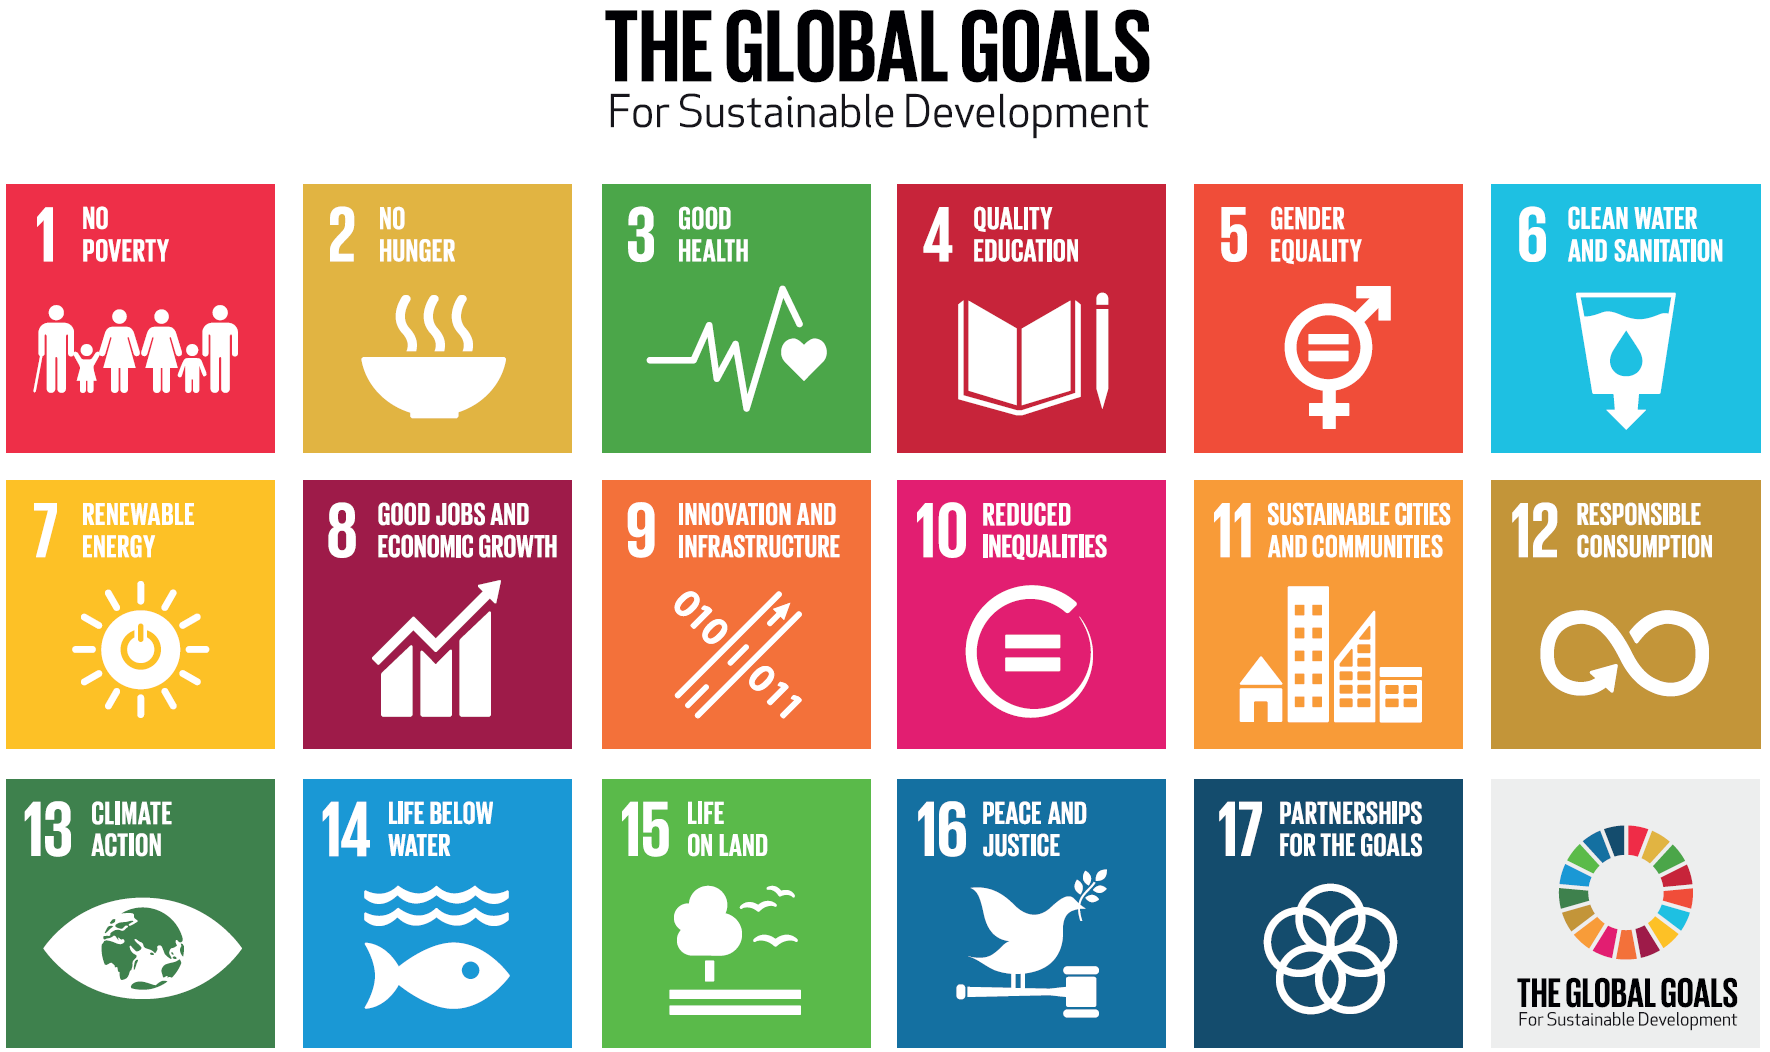 THE GLOBAL GOALS
For Sustainable Development
1 NO
POVERTY
2 NO
HUNGER
3 GOOD
HEALTH
4 QUALITY
EDUCATION
5 GENDER
EQUALITY
6 CLEAN WATER
AND SANITATION
7 RENEWABLE
ENERGY
8 GOOD JOBS AND
ECONOMIC GROWTH
9 INNOVATION AND
INFRASTRUCTURE
010
011
10 REDUCED
INEQUALITIES
11 SUSTAINABLE CITIES
AND COMMUNITIES
12 RESPONSIBLE
CONSUMPTION
13 CLIMATE
ACTION
14 LIFE BELOW
WATER
15 LIFE
ON LAND
16 PEACE AND
JUSTICE
17 PARTNERSHIPS
FOR THE GOALS
THE GLOBAL GOALS
For Sustainable Development